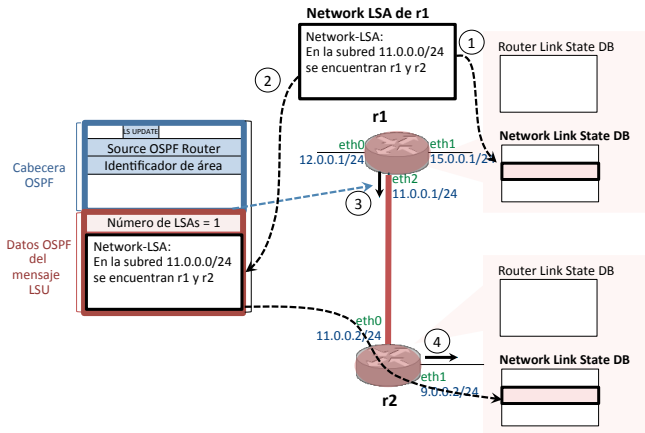 Network LSA de r1
Network-LSA:
En la subred 11.0.0.0/24
se encuentran r1 y r2
1
Router Link State DB
2
r1
LS UPDATE
Source OSPF Router
Identificador de área
Cabecera
OSPF
eth0
eth1
12.0.0.1/24
15.0.0.1/24
Network Link State DB
eth2
11.0.0.1/24
3
Número de LSAs = 1
Datos OSPF
del
mensaje
LSU
Network-LSA:
En la subred 11.0.0.0/24
se encuentran r1 y r2
Router Link State DB
eth0
11.0.0.2/24
4
Network Link State DB
eth1
9.0.0.2/24
r2